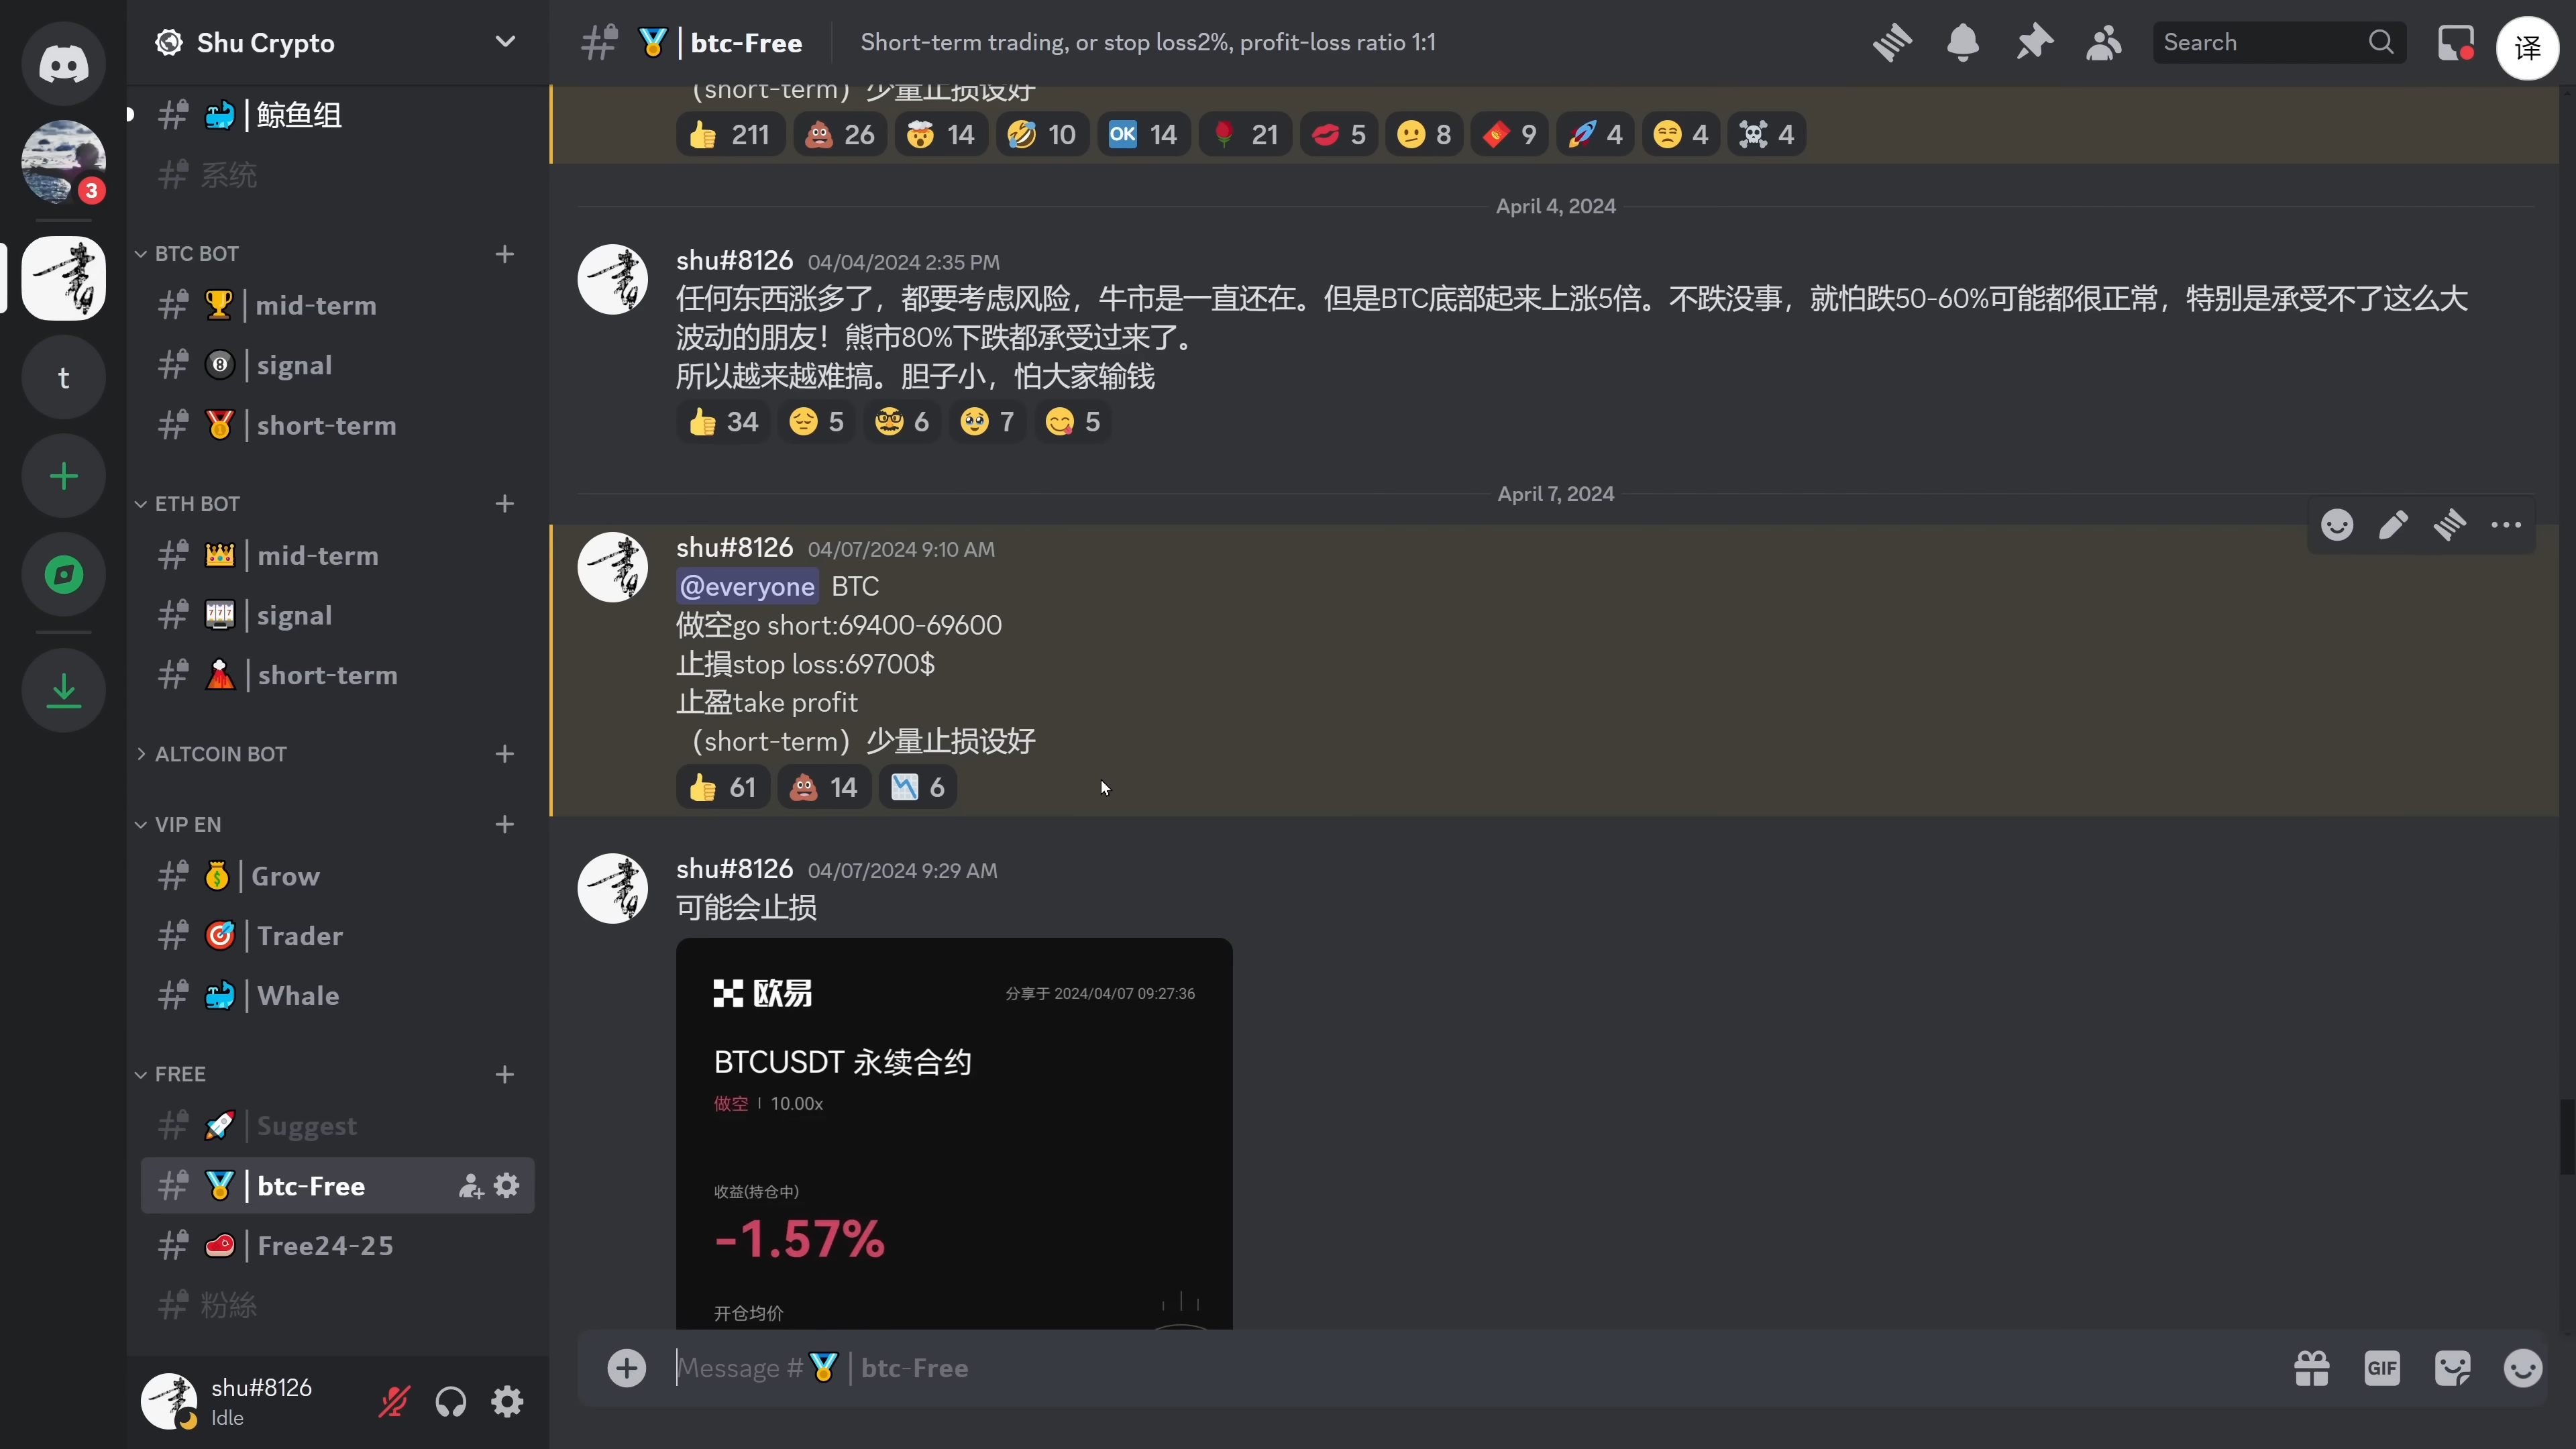 Shu Crypto
| 鲸鱼组
系统
BTC BOT
| mid-term
| signal
| short-term
ETH BOT
| mid-term
| signal
| short-term
ALTCOIN BOT
VIP EN
| Grow
| Trader
| Whale
FREE
| Suggest
| btc-Free
| Free24-25
粉絲
shu#8126
Idle
3
t
| btc-Free
Short-term trading, or stop loss2%, profit-loss ratio 1:1
Search
译
（short-term）少量止损设好
211 26 14 10 14 21 5 8 9 4 4 4
April 4, 2024
shu#8126 04/04/2024 2:35 PM
任何东西涨多了，都要考虑风险，牛市是一直还在。但是BTC底部起来上涨5倍。不跌没事，就怕跌50-60%可能都很正常，特别是承受不了这么大
波动的朋友！熊市80%下跌都承受过来了。
所以越来越难搞。胆子小，怕大家输钱
34 5 6 7 5
April 7, 2024
shu#8126 04/07/2024 9:10 AM
@everyone BTC
做空go short:69400-69600
止損stop loss:69700$
止盈take profit
（short-term）少量止损设好
61 14 6
shu#8126 04/07/2024 9:29 AM
可能会止损
欧易 分享于 2024/04/07 09:27:36
BTCUSDT 永续合约
做空 | 10.00x
收益(持仓中)
-1.57%
开仓均价
Message # | btc-Free
GIF